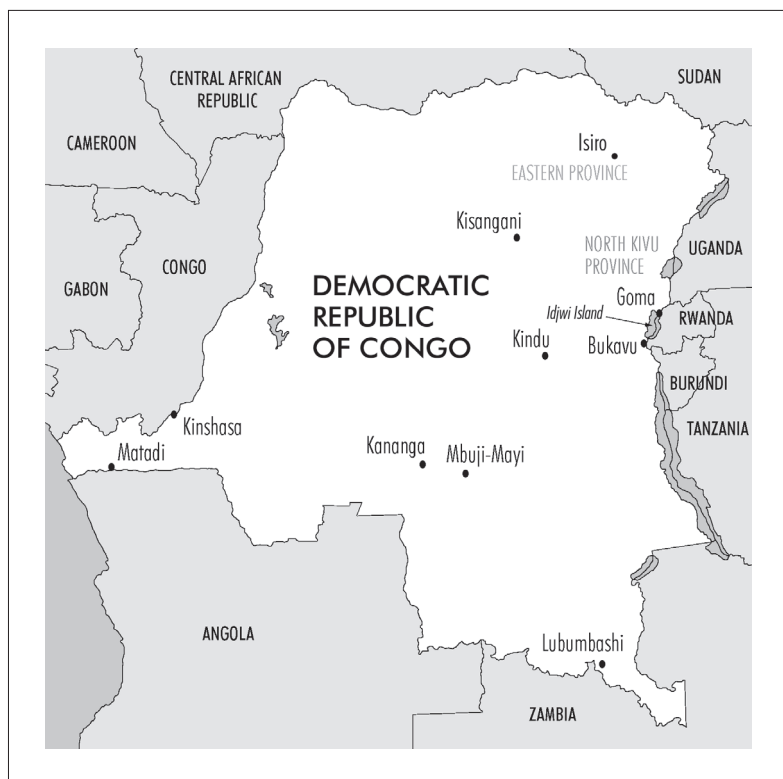 CENTRAL AFRICAN
REPUBLIC
SUDAN
CAMEROON
Isiro
EASTERN PROVINCE
Kisangani
NORTH KIVU
PROVINCE
UGANDA
CONGO
GABON
DEMOCRATIC
REPUBLIC
OF CONGO
Goma
Idjwi Island
RWANDA
Kindu
Bukavu
BURUNDI
TANZANIA
Kinshasa
Matadi
Kananga
Mbuji-Mayi
ANGOLA
Lubumbashi
ZAMBIA